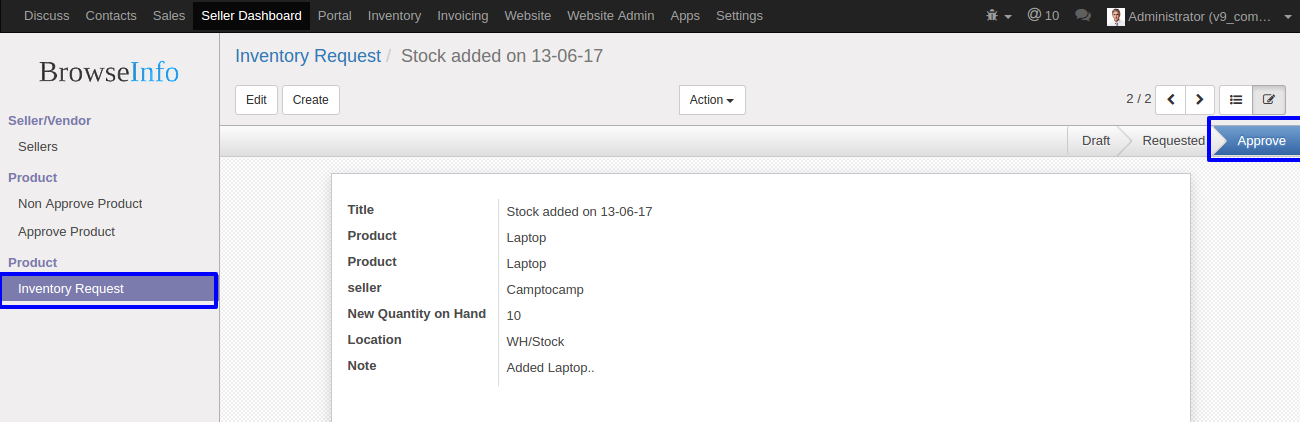 Discuss Contacts Sales Seller Dashboard Portal Inventory Invoicing Website Website Admin Apps Settings @ 10 Administrator (v9_com…
BrowseInfo
Inventory Request / Stock added on 13-06-17
Edit Create Action 2 / 2
Seller/Vendor
Sellers
Product
Non Approve Product
Approve Product
Product
Inventory Request
Draft Requested Approve
Title Stock added on 13-06-17
Product Laptop
Product Laptop
seller Camptocamp
New Quantity on Hand 10
Location WH/Stock
Note Added Laptop..